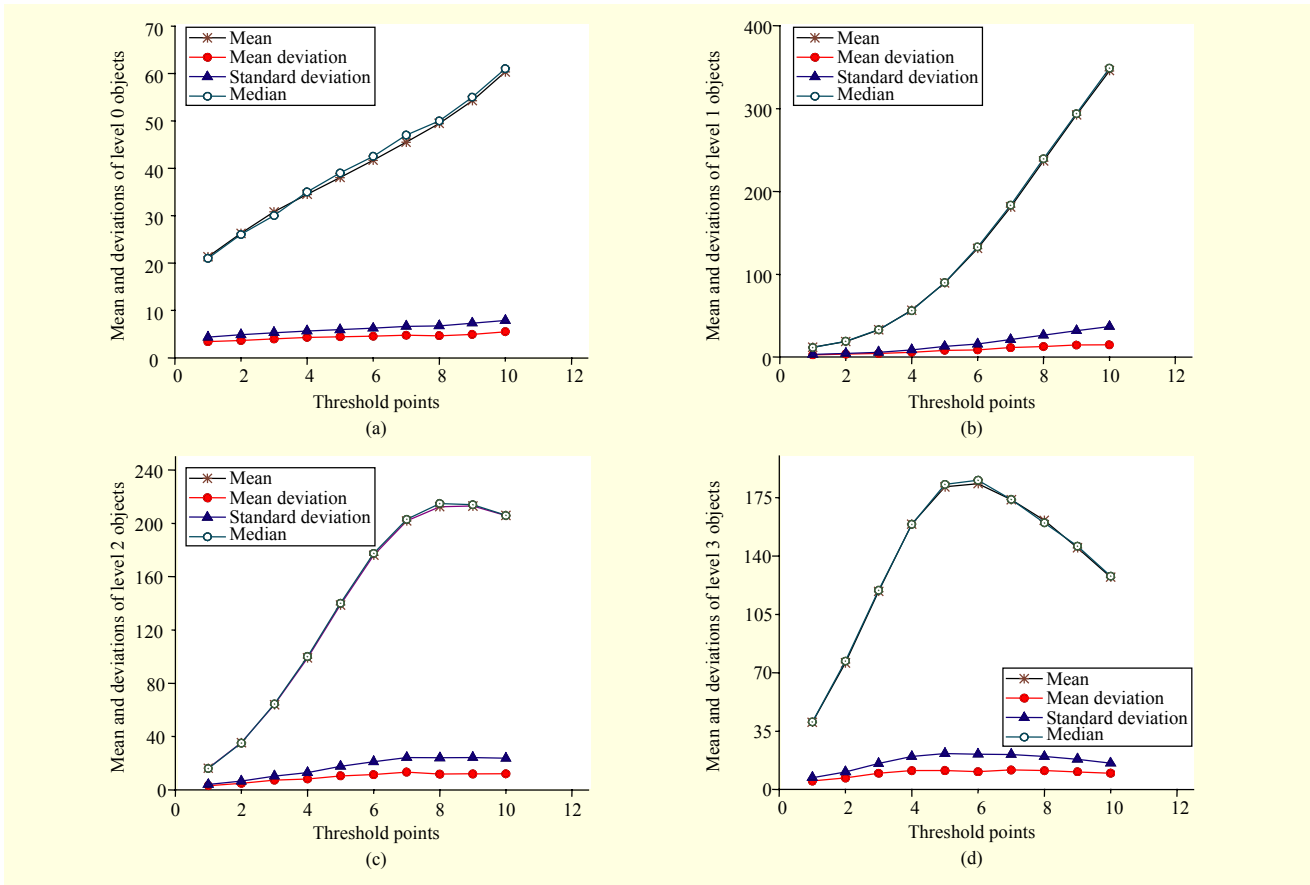 Mean and deviations of level 0 objects
70
60
50
40
30
20
10
0
Mean
Mean deviation
Standard deviation
Median
0 2 4 6 8 10 12
Threshold points
(a)
Mean and deviations of level 1 objects
400
300
200
100
0
Mean
Mean deviation
Standard deviation
Median
0 2 4 6 8 10 12
Threshold points
(b)
Mean and deviations of level 2 objects
240
200
160
120
80
40
0
Mean
Mean deviation
Standard deviation
Median
0 2 4 6 8 10 12
Threshold points
(c)
Mean and deviations of level 3 objects
175
140
105
70
35
0
Mean
Mean deviation
Standard deviation
Median
0 2 4 6 8 10 12
Threshold points
(d)